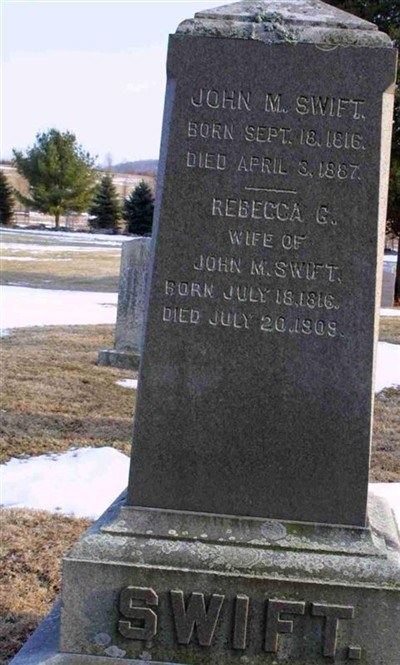 JOHN M. SWIFT.
BORN SEPT. 18. 1816.
DIED APRIL 3. 1887.
REBECCA G.
WIFE OF
JOHN M. SWIFT.
BORN JULY 18. 1816.
DIED JULY 20. 1909.
SWIFT.